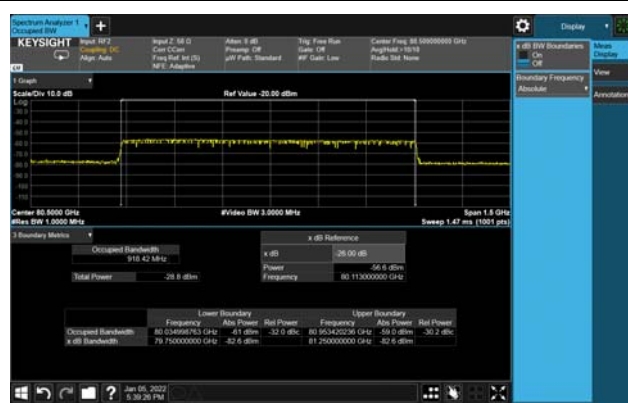 Spectrum Analyzer 1
Occupied BW
KEYSIGHT
Input: RF2
Coupling: DC
Align: Auto
Input Z: 50 Ω
Corr CCorr
Freq Ref: Int (S)
NFE: Adaptive
Atten: 0 dB
Preamp: Off
µW Path: Standard
Trig: Free Run
Gate: Off
#IF Gain: Low
Center Freq: 80.500000000 GHz
Avg|Hold:>10/10
Radio Std: None
1 Graph
Scale/Div 10.0 dB
Ref Value -20.00 dBm
Log
Center 80.5000 GHz
#Res BW 1.0000 MHz
#Video BW 3.0000 MHz
Span 1.5 GHz
Sweep 1.47 ms (1001 pts)
3 Boundary Metrics
Occupied Bandwidth
918.42 MHz
Total Power -28.8 dBm
x dB Reference
x dB -26.00 dB
Power -56.6 dBm
Frequency 80.113000000 GHz
Lower Boundary Upper Boundary
Frequency Abs Power Rel Power Frequency Abs Power Rel Power
Occupied Bandwidth 80.034998763 GHz -61 dBm -32.0 dBc 80.953420236 GHz -59.0 dBm -30.2 dBc
x dB Bandwidth 79.750000000 GHz -82.6 dBm 81.250000000 GHz -82.6 dBm
Jan 05, 2022
5:39:26 PM
Display
x dB BW Boundaries
On
Off
Boundary Frequency
Absolute
Meas
Display
View
Annotation